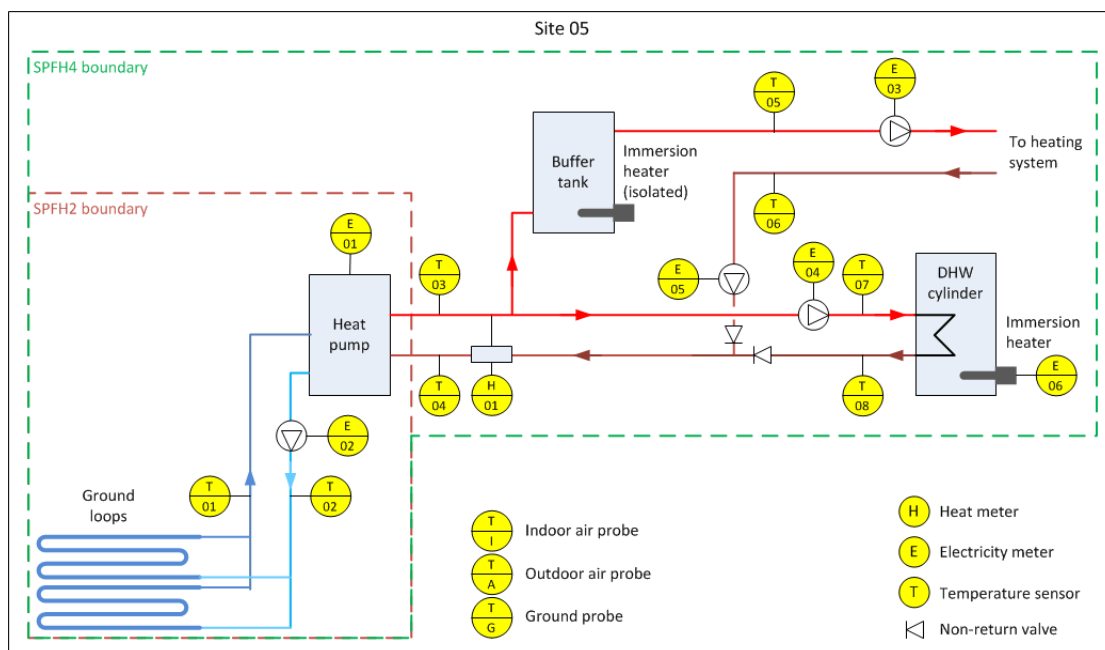 Site 05
SPFH4 boundary
T
05
E
03
Buffer
tank
Immersion
heater
(isolated)
To heating
system
T
06
SPFH2 boundary
E
01
T
03
E
05
E
04
T
07
DHW
cylinder
Heat
pump
Immersion
heater
E
06
T
04
H
01
T
08
E
02
T
01
T
02
Ground
loops
T
I
Indoor air probe
T
A
Outdoor air probe
T
G
Ground probe
H
Heat meter
E
Electricity meter
T
Temperature sensor
Non-return valve